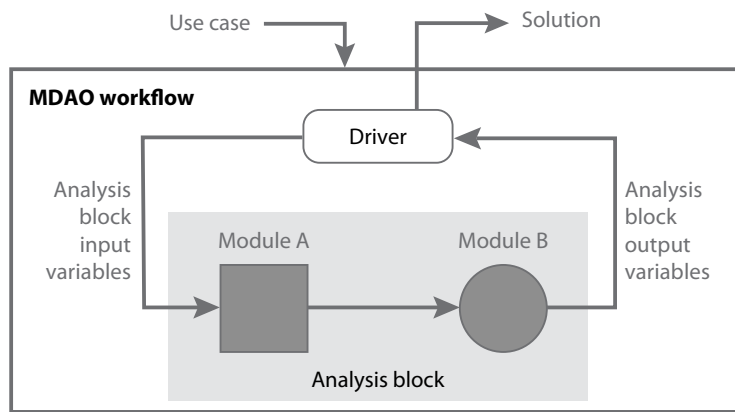 Use case
Solution
MDAO workflow
Driver
Analysis
block
input
variables
Analysis
block
output
variables
Module A
Module B
Analysis block